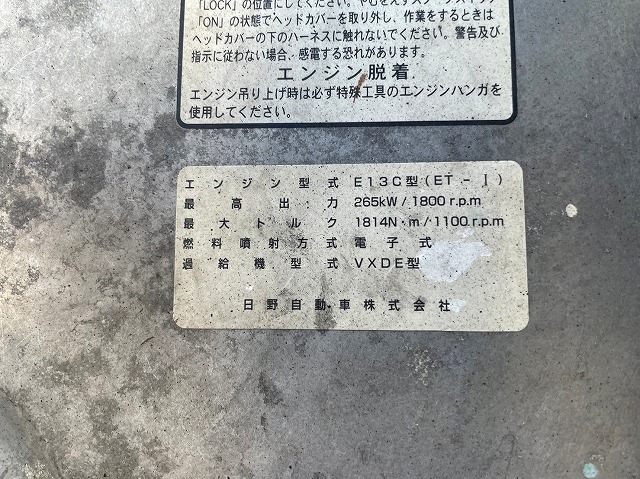 「LOCK」の位置にしてください。やむをえずスタータスイッチ
「ON」の状態でヘッドカバーを取り外し、作業をするときは
ヘッドカバーの下のハーネスに触れないでください。警告及び
指示に従わない場合、感電する恐れがあります。
エンジン脱着
エンジン吊り上げ時は必ず特殊工具のエンジンハンガを
使用してください。
エンジン型式 E13C型(ET-Ⅰ)
最高出力 265kW/1800r.p.m
最大トルク 1814N・m/1100r.p.m
燃料噴射方式 電子式
過給機型式 VXDE型
日野自動車株式会社